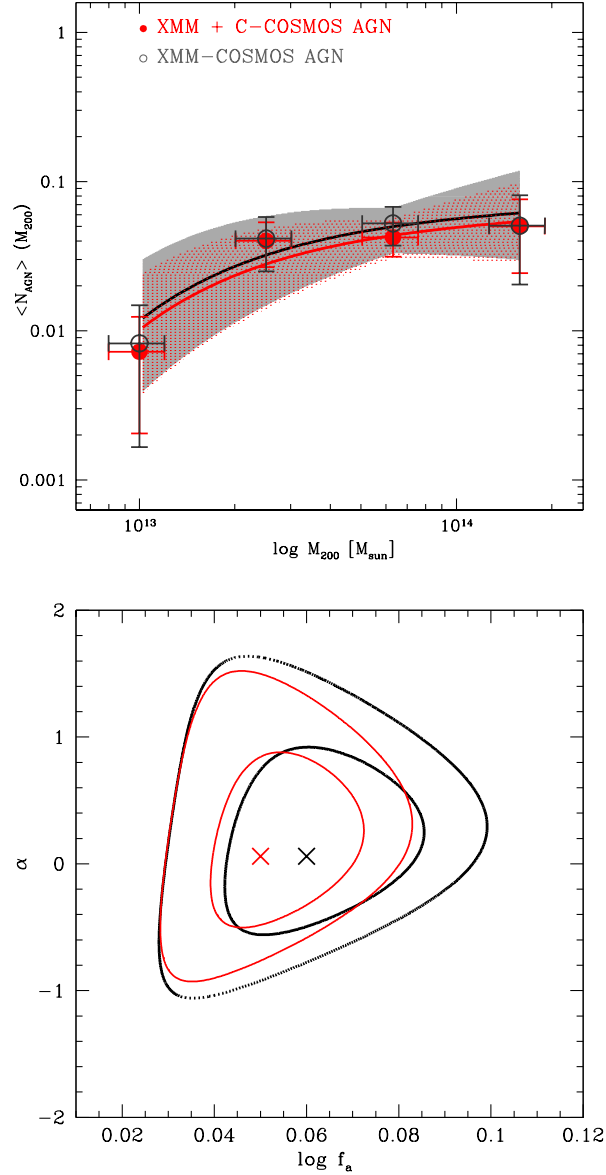 XMM + C-COSMOS AGN
XMM-COSMOS AGN
1
0.1
0.01
0.001
<N_AGN> (M_200)
10^13
10^14
log M_200 [M_sun]
2
1
0
-1
-2
α
0.02
0.04
0.06
0.08
0.1
0.12
log f_a